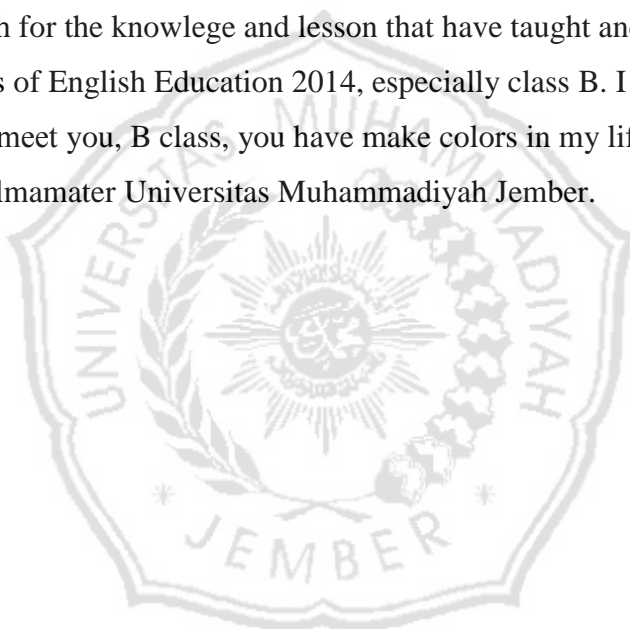 h for the knowlege and lesson that have taught and
s of English Education 2014, especially class B. I
meet you, B class, you have make colors in my lif
lmamater Universitas Muhammadiyah Jember.
UNIVERSITAS MUHAMMADIYAH
JEMBER